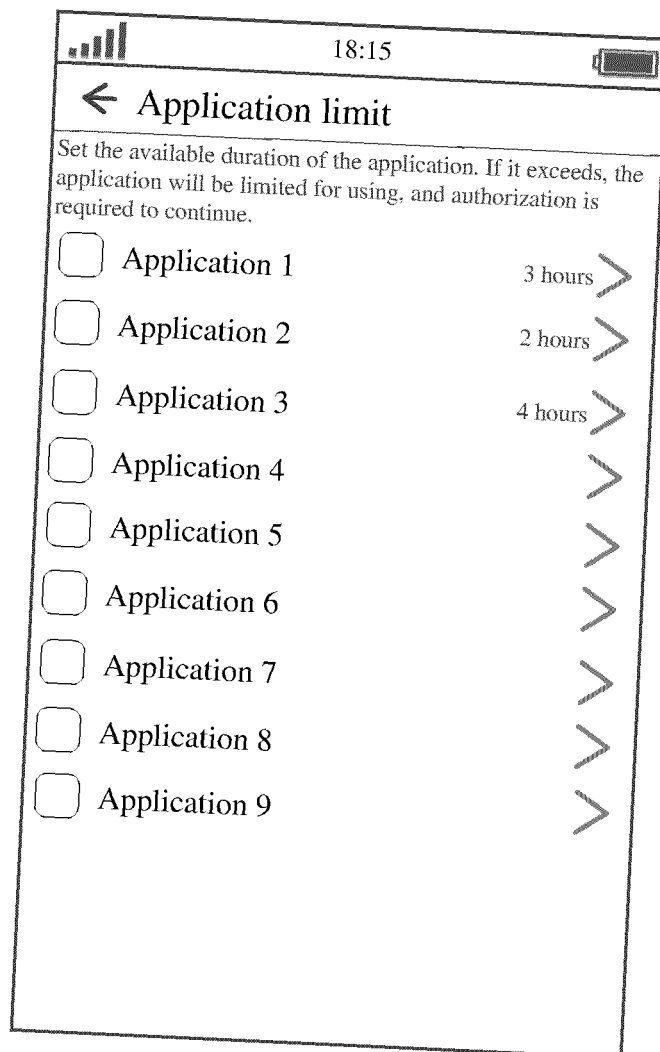 18:15
Application limit
Set the available duration of the application. If it exceeds, the
application will be limited for using, and authorization is
required to continue.
Application 1 3 hours
Application 2 2 hours
Application 3 4 hours
Application 4
Application 5
Application 6
Application 7
Application 8
Application 9